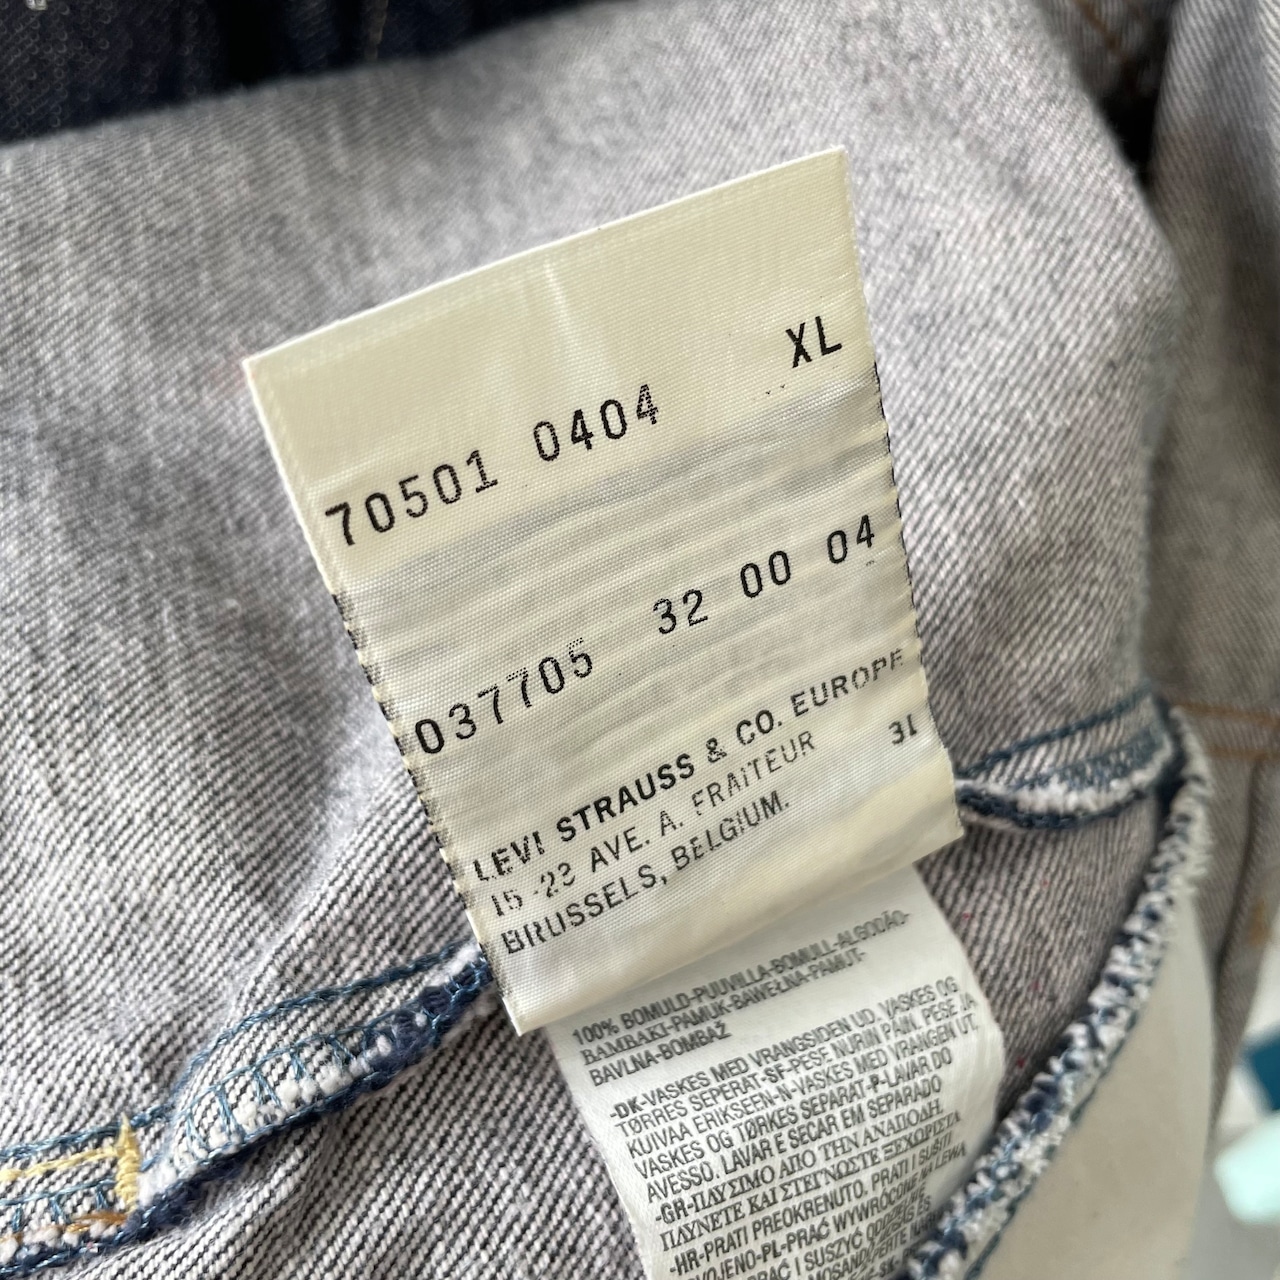 XL
70501 0404
037705 32 00 04
LEVI STRAUSS & CO. EUROPE
15-23 AVE. A. FRAITEUR 31
BRUSSELS, BELGIUM.
100% BOMULD-PUUVILLA-BOMULL-ALGODÃO-
ΒΑΜΒΑΚΙ-PAMUK-BAWEŁNA-PAMUT-
BAVLNA-BOMBAŽ
-DK-VASKES MED VRANGSIDEN UD. VASKES OG
TØRRES SEPERAT-SF-PESE NURIN PÄIN. PESE JA
KUIVAA ERIKSEEN-N-VASKES MED VRANGEN UT.
VASKES OG TØRKES SEPARAT-P-LAVAR DO
AVESSO. LAVAR E SECAR EM SEPARADO
-GR-ΠΛΥΣΙΜΟ ΑΠΟ ΤΗΝ ΑΝΑΠΟΔΗ.
ΠΛΥΝΕΤΕ ΚΑΙ ΣΤΕΓΝΩΣΤΕ ΞΕΧΩΡΙΣΤΑ
-HR-PRATI PREOKRENUTO. PRATI I SUŠITI
-PL-PRAĆ I SUSZYĆ